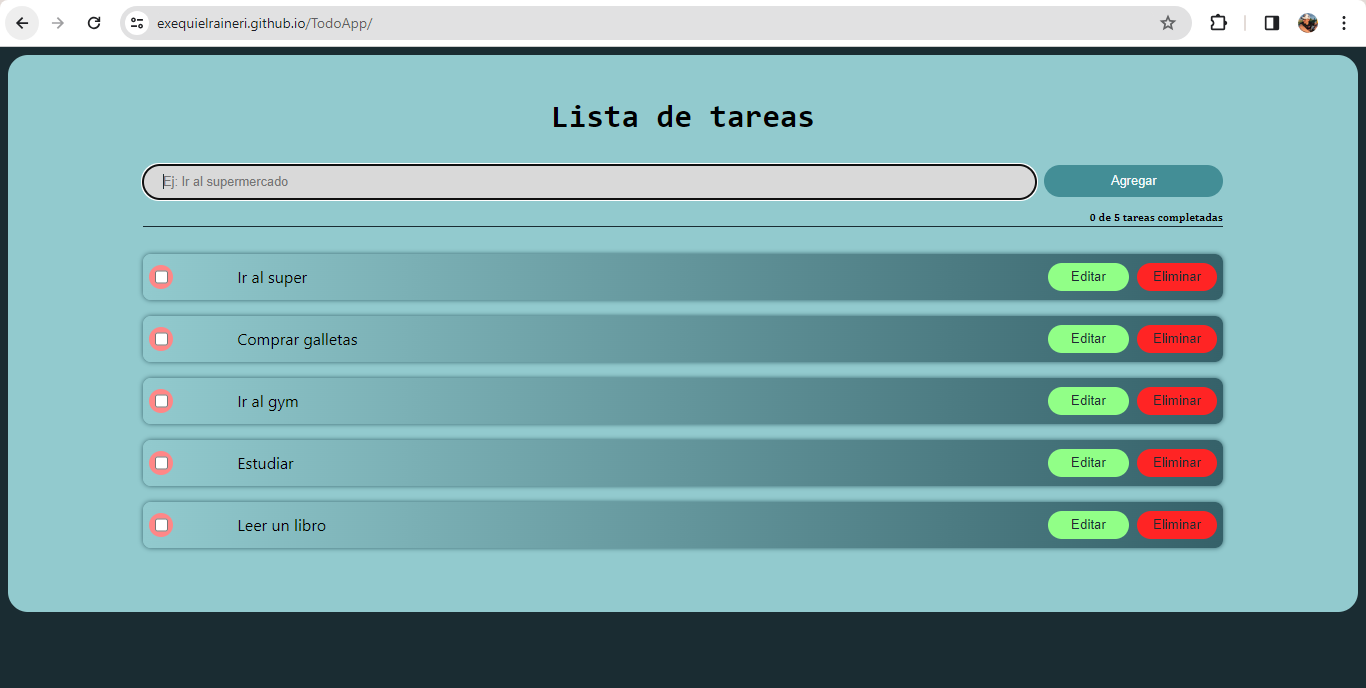 exequielraineri.github.io/TodoApp/
Lista de tareas
Ej: Ir al supermercado Agregar
0 de 5 tareas completadas
Ir al super Editar Eliminar
Comprar galletas Editar Eliminar
Ir al gym Editar Eliminar
Estudiar Editar Eliminar
Leer un libro Editar Eliminar